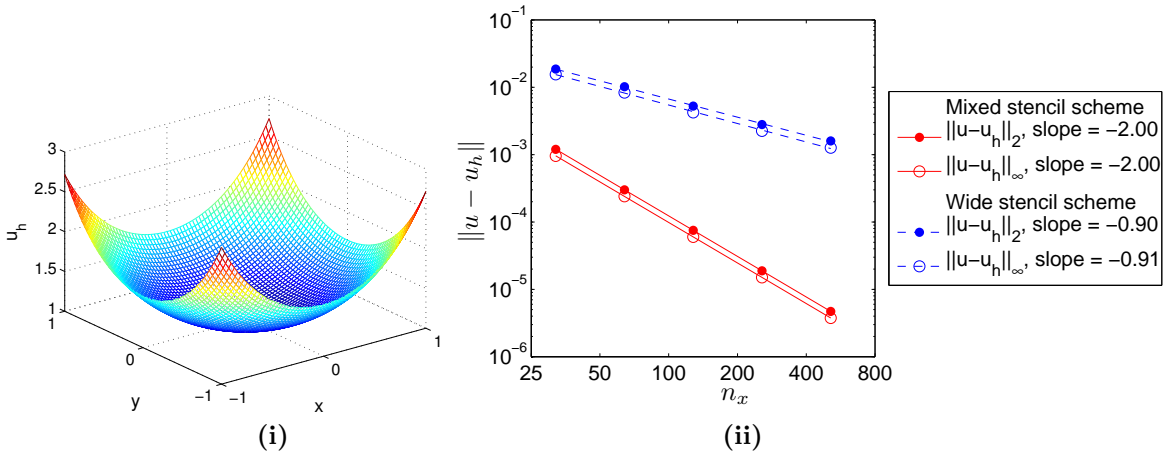 3
2.5
2
1.5
1
u_h
1
0
−1
y
−1
0
1
x
(i)
10^−1
10^−2
10^−3
10^−4
10^−5
10^−6
||u − u_h||
25
50
100
200
400
800
n_x
(ii)
Mixed stencil scheme
||u−u_h||_2, slope = −2.00
||u−u_h||_∞, slope = −2.00
Wide stencil scheme
||u−u_h||_2, slope = −0.90
||u−u_h||_∞, slope = −0.91